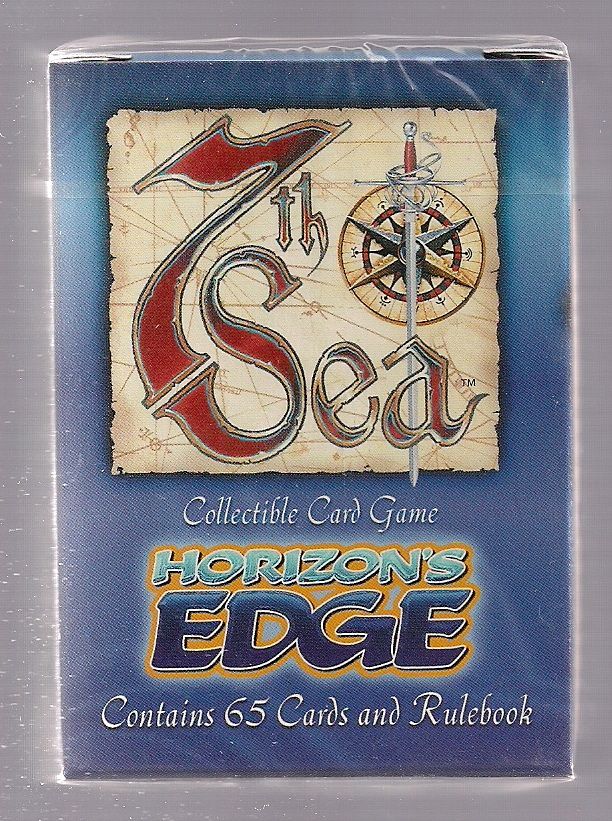 7th
Sea™
Collectible Card Game
HORIZON'S
EDGE
Contains 65 Cards and Rulebook